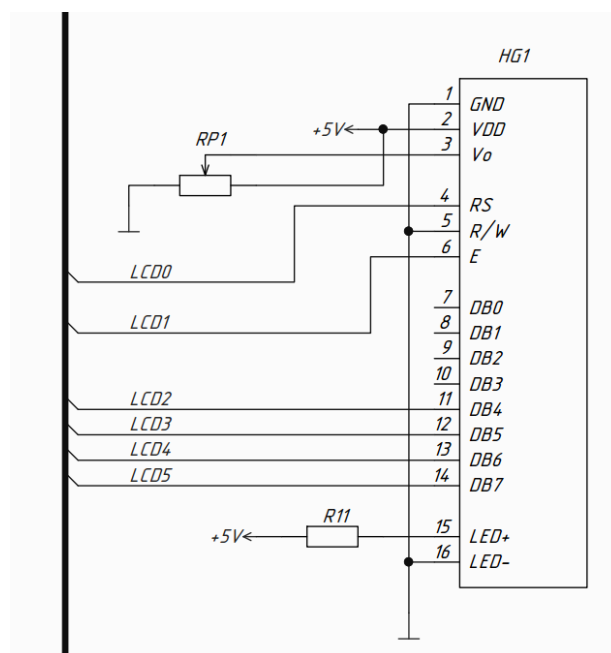 HG1
1 GND
+5V 2 VDD
RP1 3 Vo
4 RS
5 R/W
LCD0 6 E
7 DB0
LCD1 8 DB1
9 DB2
10 DB3
LCD2 11 DB4
LCD3 12 DB5
LCD4 13 DB6
LCD5 14 DB7
+5V R11 15 LED+
16 LED-